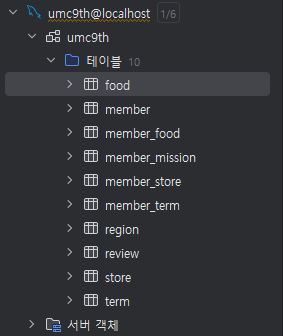 umc9th@localhost 1/6
umc9th
테이블 10
food
member
member_food
member_mission
member_store
member_term
region
review
store
term
서버 객체